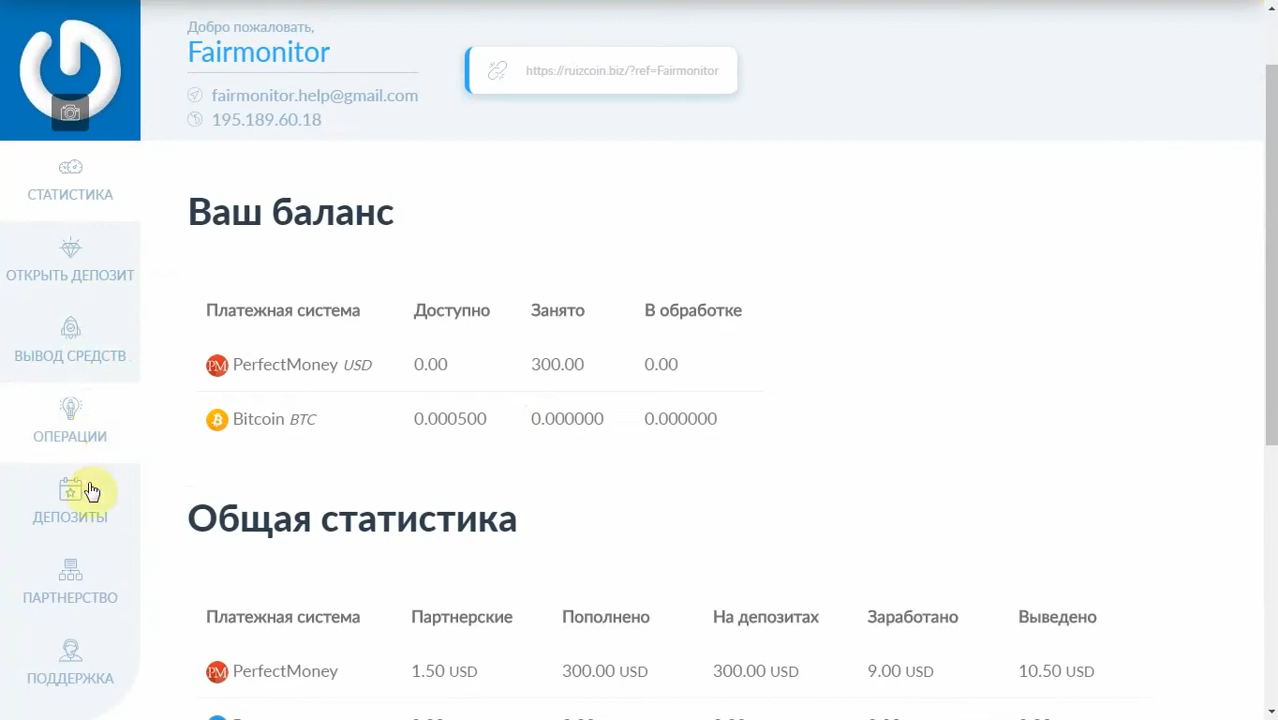 Добро пожаловать,
Fairmonitor
https://ruizcoin.biz/?ref=Fairmonitor
fairmonitor.help@gmail.com
195.189.60.18
СТАТИСТИКА
ОТКРЫТЬ ДЕПОЗИТ
ВЫВОД СРЕДСТВ
ОПЕРАЦИИ
ДЕПОЗИТЫ
ПАРТНЕРСТВО
ПОДДЕРЖКА
Ваш баланс
Платежная система Доступно Занято В обработке
PM PerfectMoney USD 0.00 300.00 0.00
Bitcoin BTC 0.000500 0.000000 0.000000
Общая статистика
Платежная система Партнерские Пополнено На депозитах Заработано Выведено
PM PerfectMoney 1.50 USD 300.00 USD 300.00 USD 9.00 USD 10.50 USD